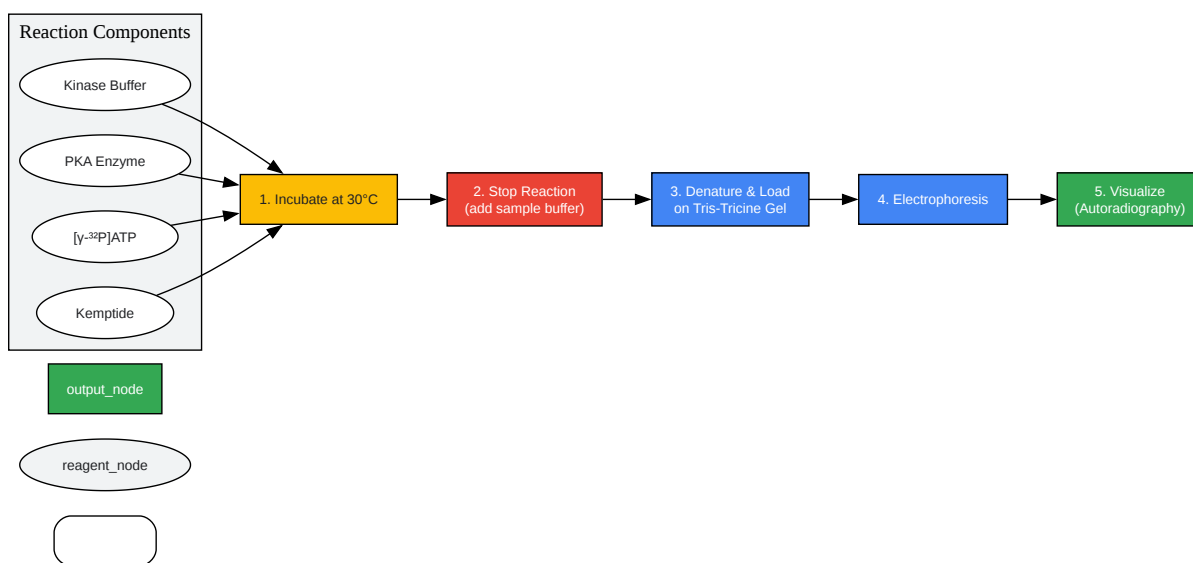 Reaction Components
Kinase Buffer
PKA Enzyme
[γ-³²P]ATP
Kemptide
1. Incubate at 30°C
2. Stop Reaction
(add sample buffer)
3. Denature & Load
on Tris-Tricine Gel
4. Electrophoresis
5. Visualize
(Autoradiography)
output_node
reagent_node